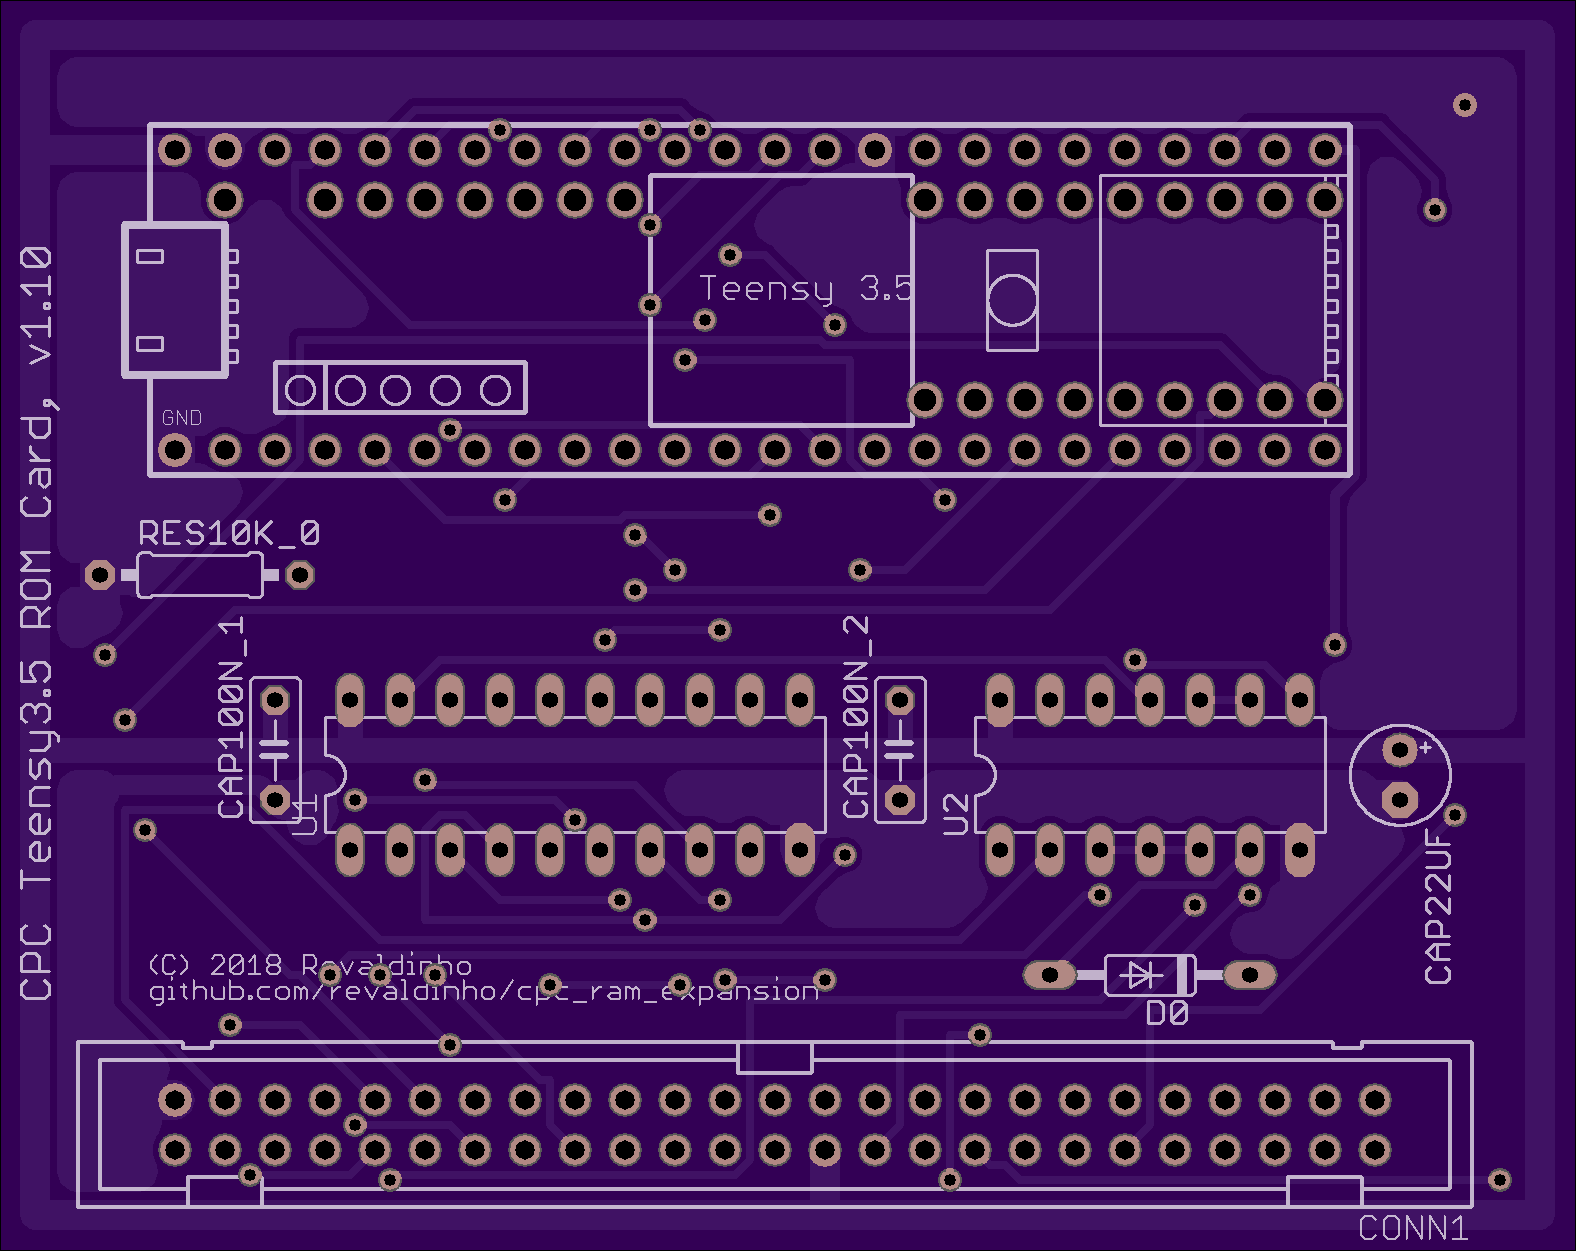 Teensy 3.5
GND
CPC Teensy3.5 ROM Card, v1.10
RES10K_0
CAP100N_1
U1
CAP100N_2
U2
CAP22UF
+
(C) 2018 Revaldinho
github.com/revaldinho/cpc_ram_expansion
D0
CONN1